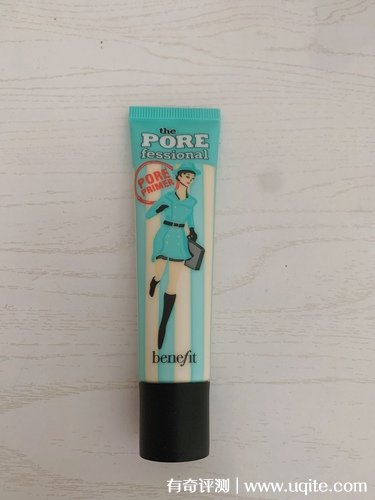 the
PORE
fessional
PORE
PRIMER
benefit
有奇评测 | www.uqite.com